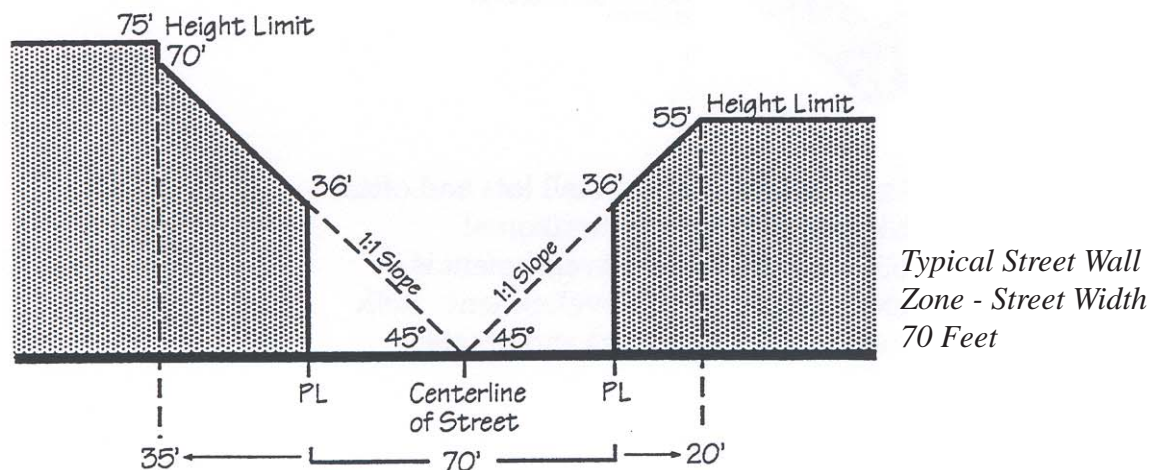 75' Height Limit
70'
55' Height Limit
36'
36'
1:1 Slope
1:1 Slope
45°
45°
PL
Centerline
of Street
PL
35'
70'
20'
Typical Street Wall
Zone - Street Width
70 Feet